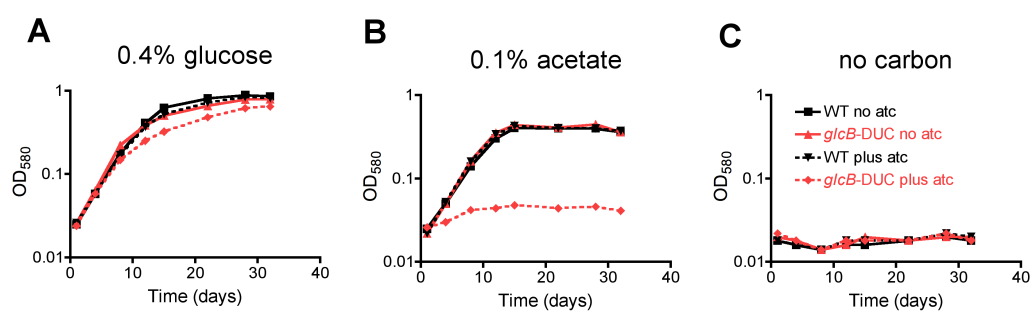 A
0.4% glucose
OD580
1
0.1
0.01
0
10
20
30
40
Time (days)
B
0.1% acetate
OD580
1
0.1
0.01
0
10
20
30
40
Time (days)
C
no carbon
OD580
1
0.1
0.01
0
10
20
30
40
Time (days)
WT no atc
glcB-DUC no atc
WT plus atc
glcB-DUC plus atc